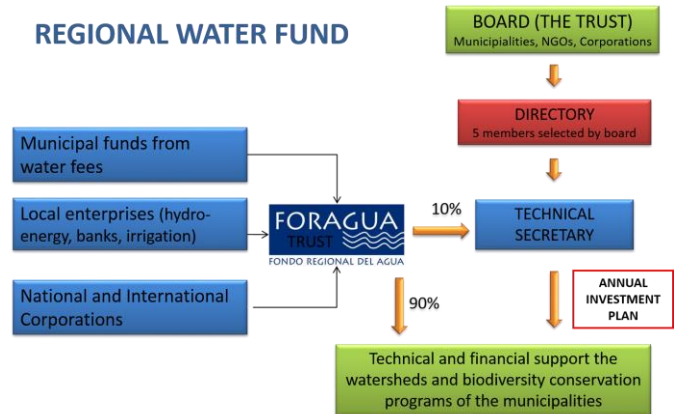 REGIONAL WATER FUND
BOARD (THE TRUST)
Municipialities, NGOs, Corporations
DIRECTORY
5 members selected by board
Municipal funds from
water fees
Local enterprises (hydro-
energy, banks, irrigation)
National and International
Corporations
FORAGUA
TRUST
FONDO REGIONAL DEL AGUA
10%
TECHNICAL
SECRETARY
90%
ANNUAL
INVESTMENT
PLAN
Technical and financial support the
watersheds and biodiversity conservation
programs of the municipalities